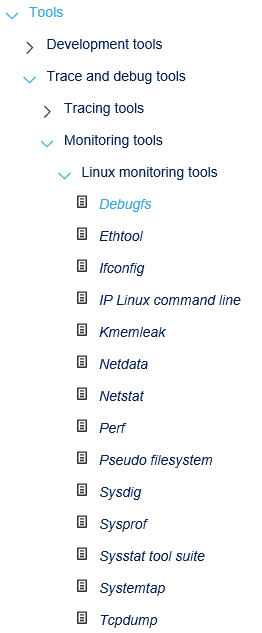 Tools
Development tools
Trace and debug tools
Tracing tools
Monitoring tools
Linux monitoring tools
Debugfs
Ethtool
Ifconfig
IP Linux command line
Kmemleak
Netdata
Netstat
Perf
Pseudo filesystem
Sysdig
Sysprof
Sysstat tool suite
Systemtap
Tcpdump